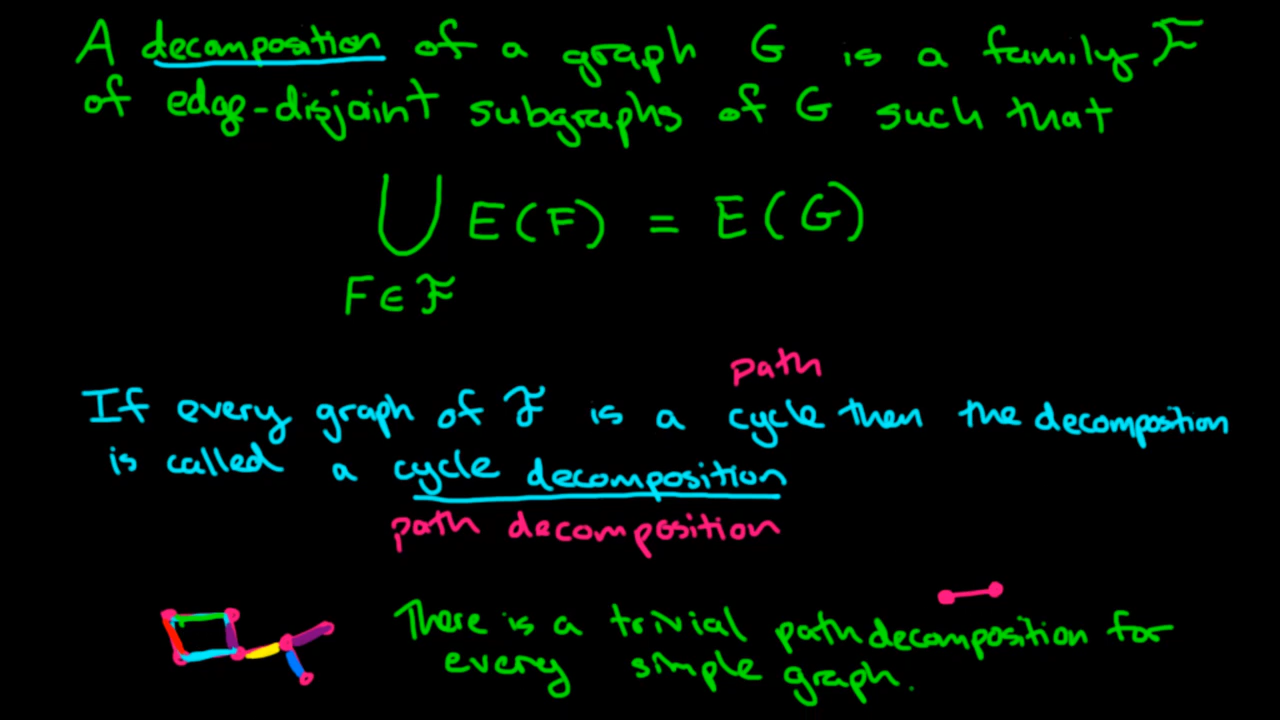 A decomposition of a graph G is a family ℱ
of edge-disjoint subgraphs of G such that
⋃ E(F) = E(G)
F∈ℱ
path
If every graph of ℱ is a cycle then the decompostion
is called a cycle decomposition
path decomposition
There is a trivial path decomposition for
every simple graph.